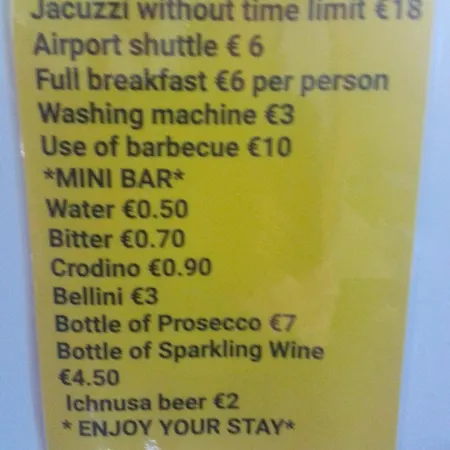 Jacuzzi without time limit €18
Airport shuttle € 6
Full breakfast €6 per person
Washing machine €3
Use of barbecue €10
*MINI BAR*
Water €0.50
Bitter €0.70
Crodino €0.90
Bellini €3
Bottle of Prosecco €7
Bottle of Sparkling Wine
€4.50
Ichnusa beer €2
* ENJOY YOUR STAY*